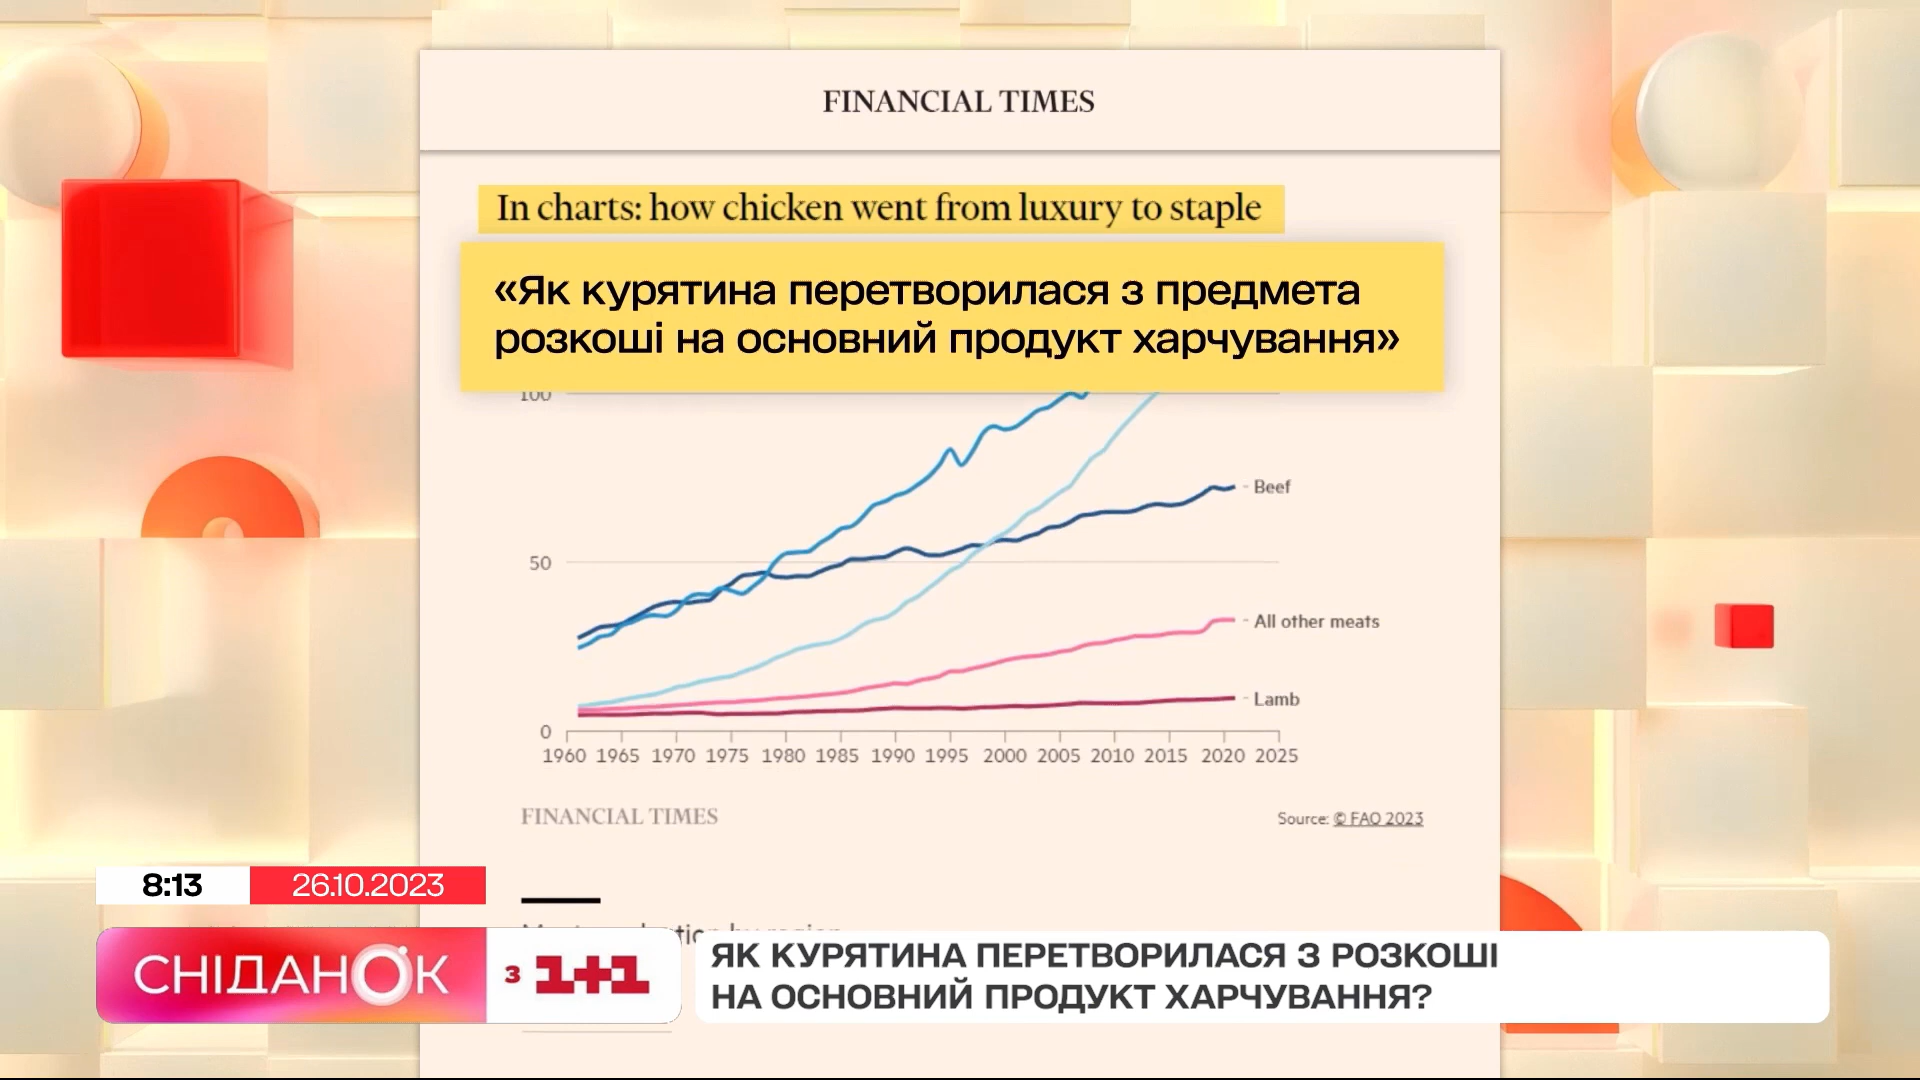 FINANCIAL TIMES
In charts: how chicken went from luxury to staple
«Як курятина перетворилася з предмета
розкоші на основний продукт харчування»
100
Beef
50
All other meats
Lamb
0
1960 1965 1970 1975 1980 1985 1990 1995 2000 2005 2010 2015 2020 2025
FINANCIAL TIMES
Source: © FAO 2023
8:13 26.10.2023
СНІДАНОК з 1+1
ЯК КУРЯТИНА ПЕРЕТВОРИЛАСЯ З РОЗКОШІ
НА ОСНОВНИЙ ПРОДУКТ ХАРЧУВАННЯ?